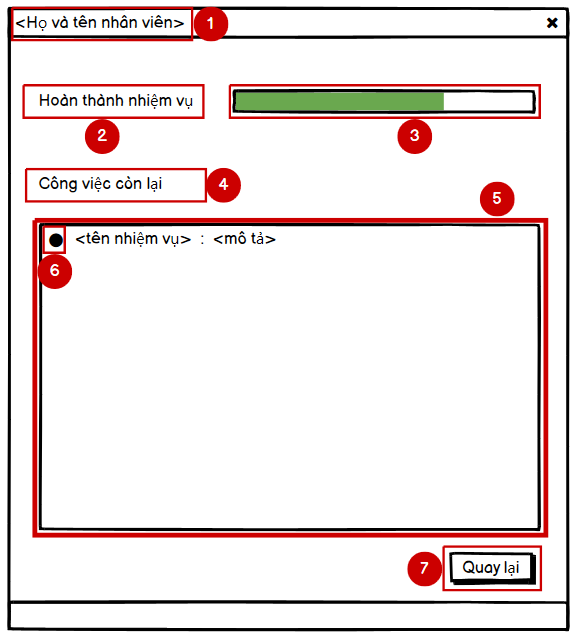 <Họ và tên nhân viên> 1
Hoàn thành nhiệm vụ
2 3
Công việc còn lại 4
5
<tên nhiệm vụ> : <mô tả>
6
7 Quay lại